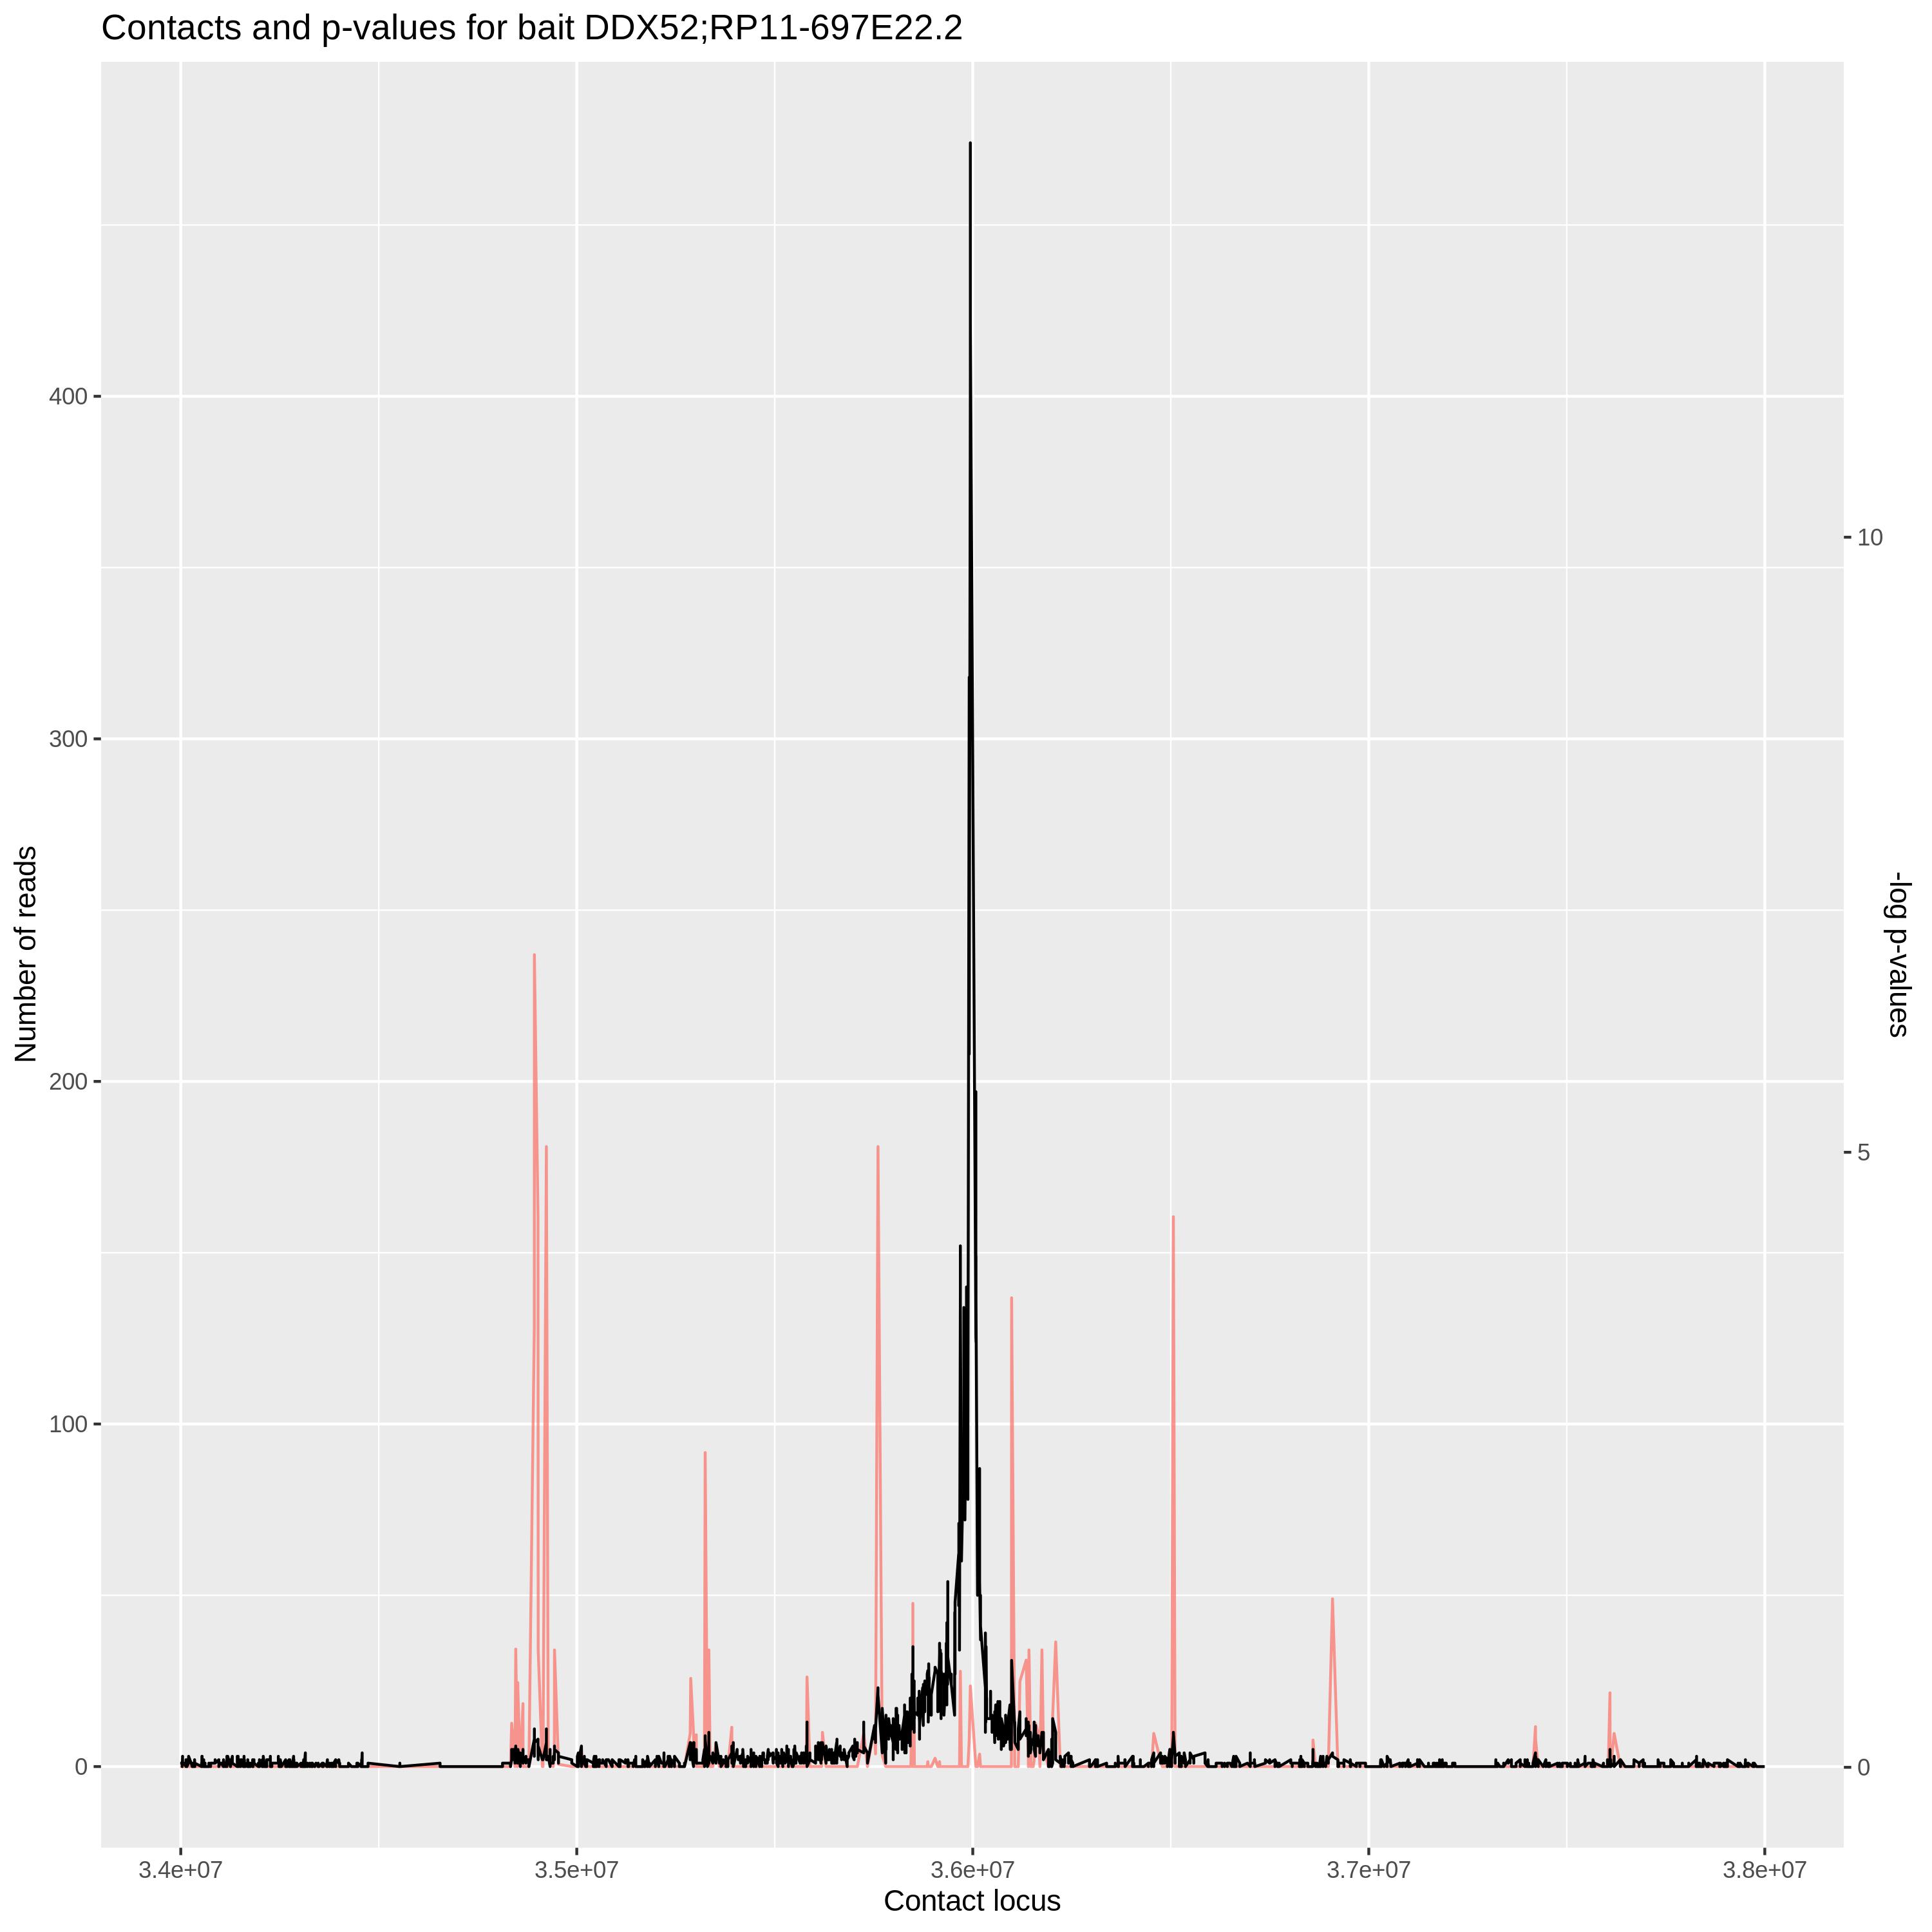 Contacts and p-values for bait DDX52;RP11-697E22.2
Number of reads
400
300
200
100
0
10
5
0
-log p-values
3.4e+07
3.5e+07
3.6e+07
3.7e+07
3.8e+07
Contact locus